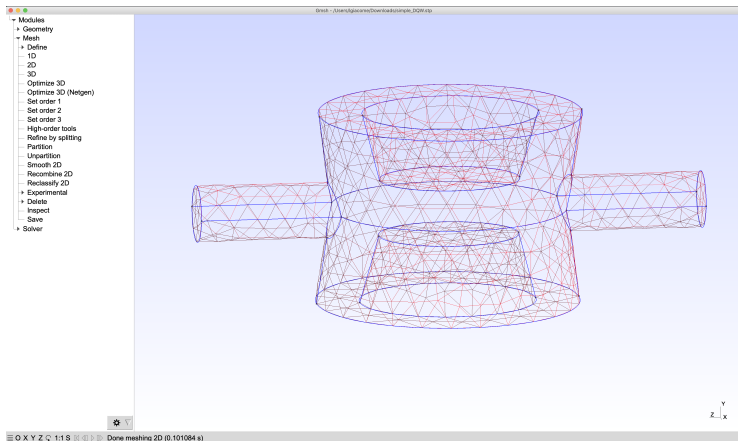 Gmsh - /Users/tgiacome/Downloads/simple_DQW.stp
Modules
Geometry
Mesh
Define
1D
2D
3D
Optimize 3D
Optimize 3D (Netgen)
Set order 1
Set order 2
Set order 3
High-order tools
Refine by splitting
Partition
Unpartition
Smooth 2D
Recombine 2D
Reclassify 2D
Experimental
Delete
Inspect
Save
Solver
Y
Z X
O X Y Z 1:1 S Done meshing 2D (0.101084 s)